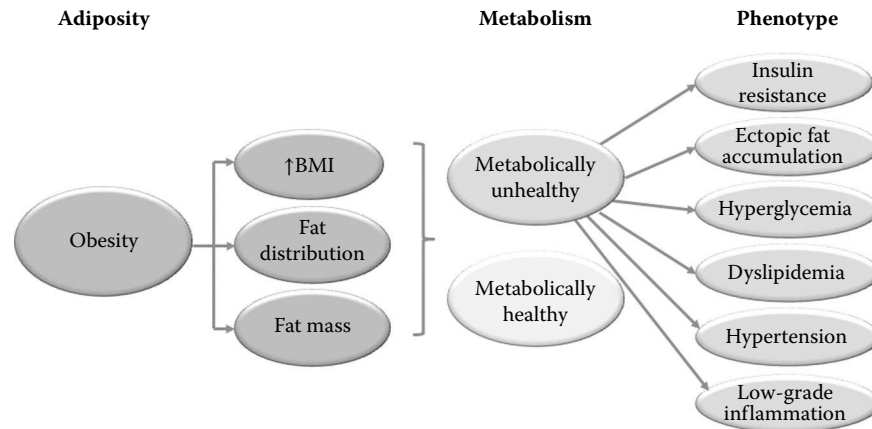 Adiposity
Metabolism
Phenotype
Obesity
↑BMI
Fat
distribution
Fat mass
Metabolically
unhealthy
Metabolically
healthy
Insulin
resistance
Ectopic fat
accumulation
Hyperglycemia
Dyslipidemia
Hypertension
Low-grade
inflammation